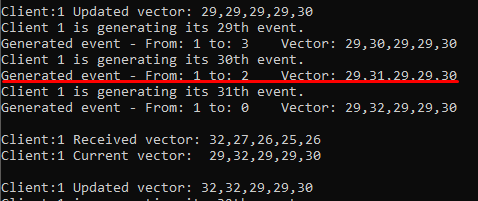 Client:1 Updated vector: 29,29,29,29,30
Client 1 is generating its 29th event.
Generated event - From: 1 to: 3    Vector: 29,30,29,29,30
Client 1 is generating its 30th event.
Generated event - From: 1 to: 2    Vector: 29,31,29,29,30
Client 1 is generating its 31th event.
Generated event - From: 1 to: 0    Vector: 29,32,29,29,30
Client:1 Received vector: 32,27,26,25,26
Client:1 Current vector:  29,32,29,29,30
Client:1 Updated vector: 32,32,29,29,30